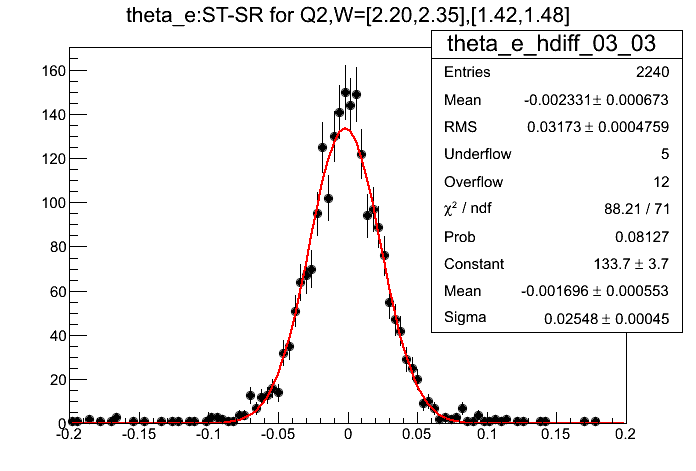 theta_e:ST-SR for Q2,W=[2.20,2.35],[1.42,1.48]
theta_e_hdiff_03_03
Entries 2240
Mean -0.002331 ± 0.000673
RMS 0.03173 ± 0.0004759
Underflow 5
Overflow 12
χ² / ndf 88.21 / 71
Prob 0.08127
Constant 133.7 ± 3.7
Mean -0.001696 ± 0.000553
Sigma 0.02548 ± 0.00045
160
140
120
100
80
60
40
20
0
-0.2 -0.15 -0.1 -0.05 0 0.05 0.1 0.15 0.2